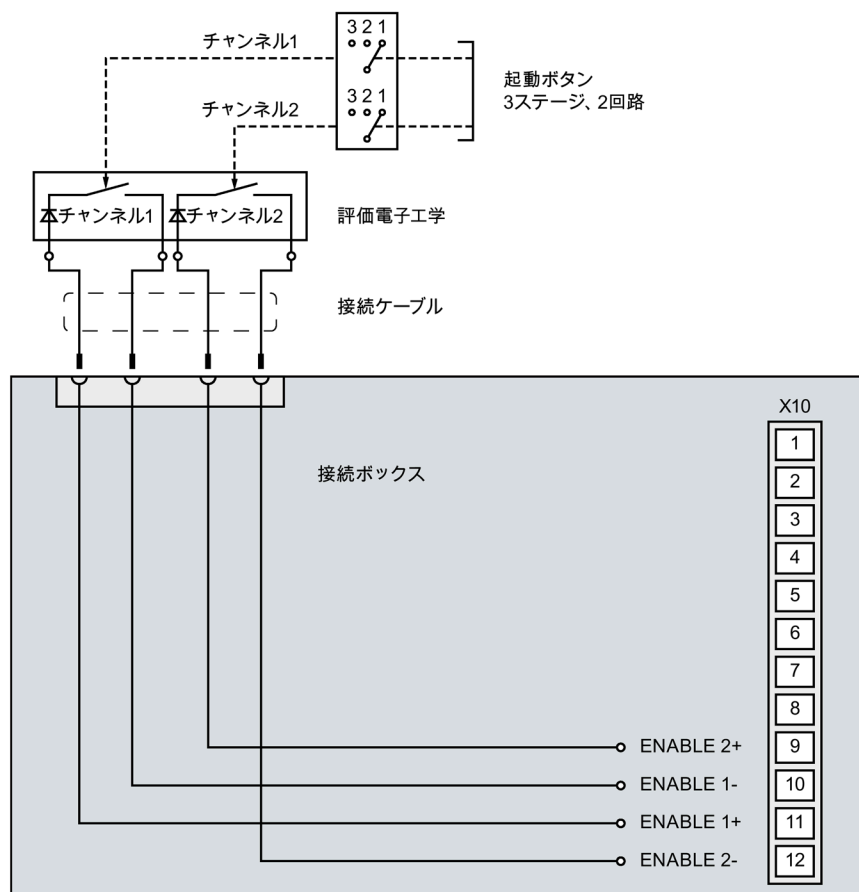 3 2 1
チャンネル1
起動ボタン
3ステージ、2回路
3 2 1
チャンネル2
チャンネル1
チャンネル2
評価電子工学
接続ケーブル
X10
接続ボックス
1
2
3
4
5
6
7
8
ENABLE 2+
9
ENABLE 1-
10
ENABLE 1+
11
ENABLE 2-
12